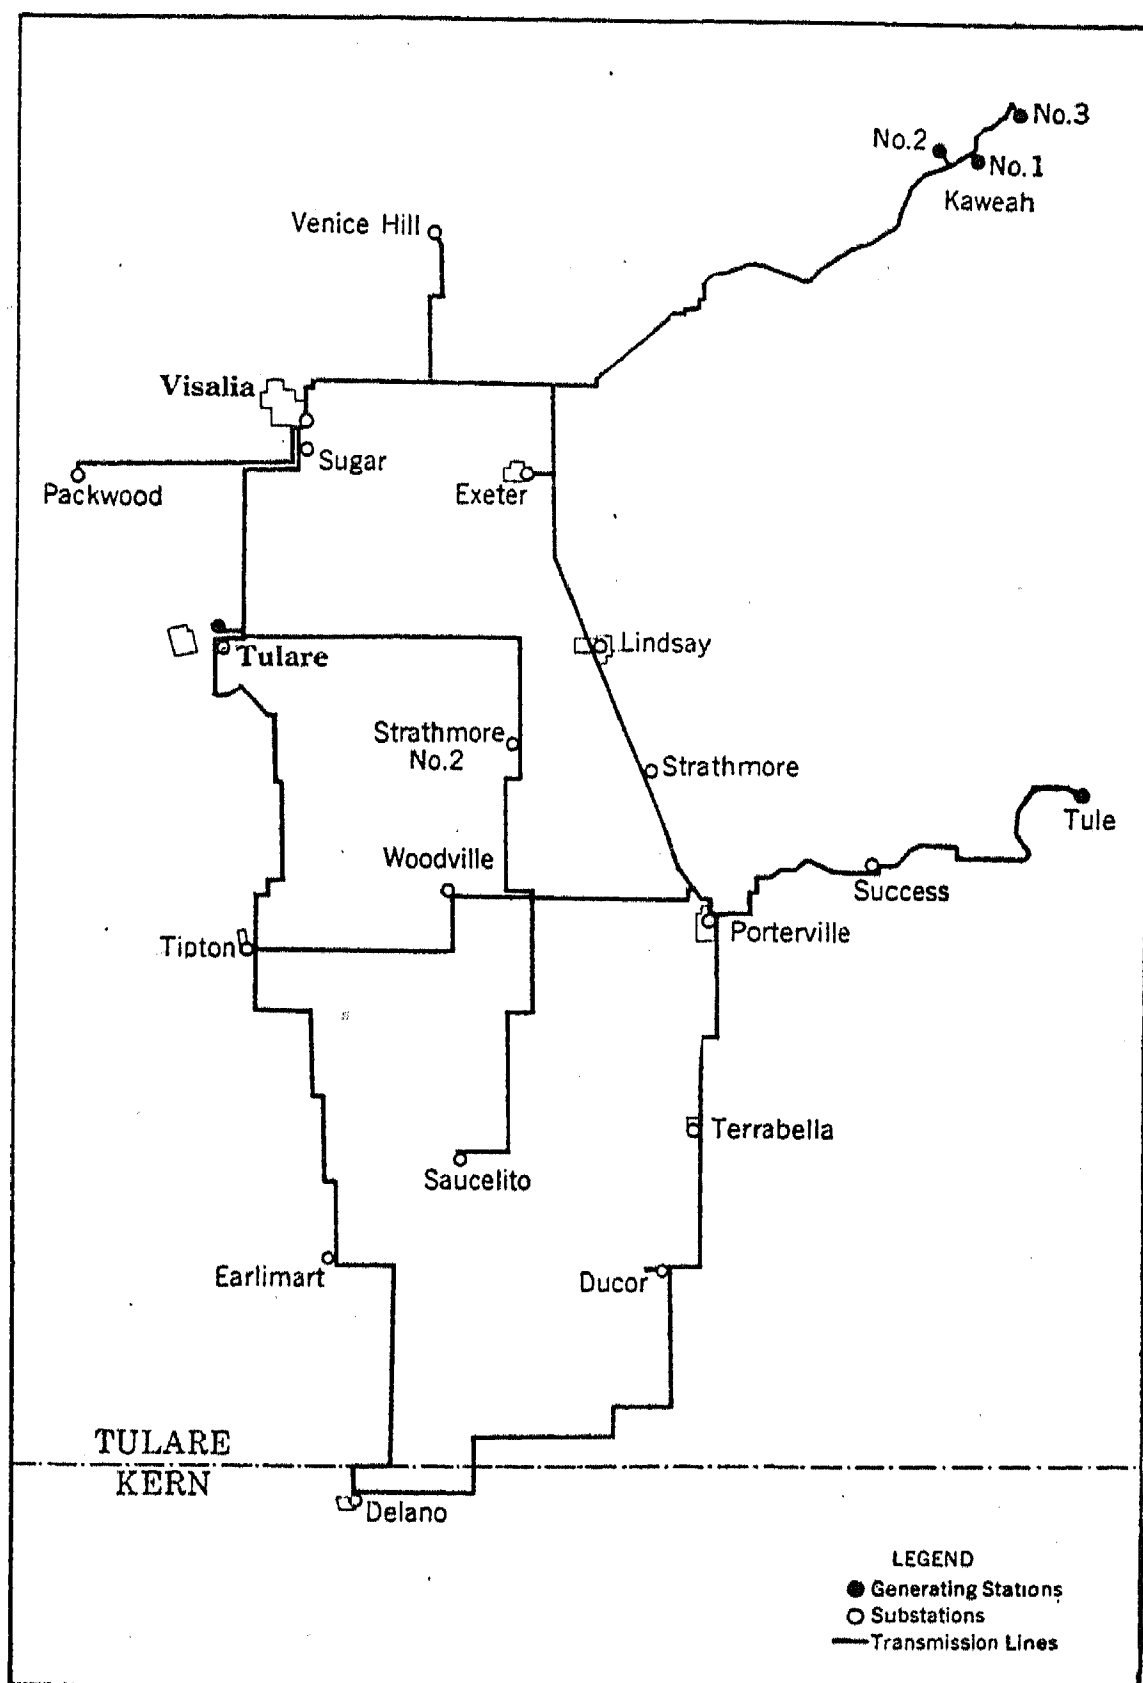 No.3
No.2
No.1
Kaweah
Venice Hill
Visalia
Sugar
Packwood
Exeter
Lindsay
Tulare
Strathmore
No.2
Strathmore
Tule
Woodville
Success
Tipton
Porterville
Terrabella
Saucelito
Earlimart
Ducor
TULARE
KERN
Delano
LEGEND
Generating Stations
Substations
Transmission Lines